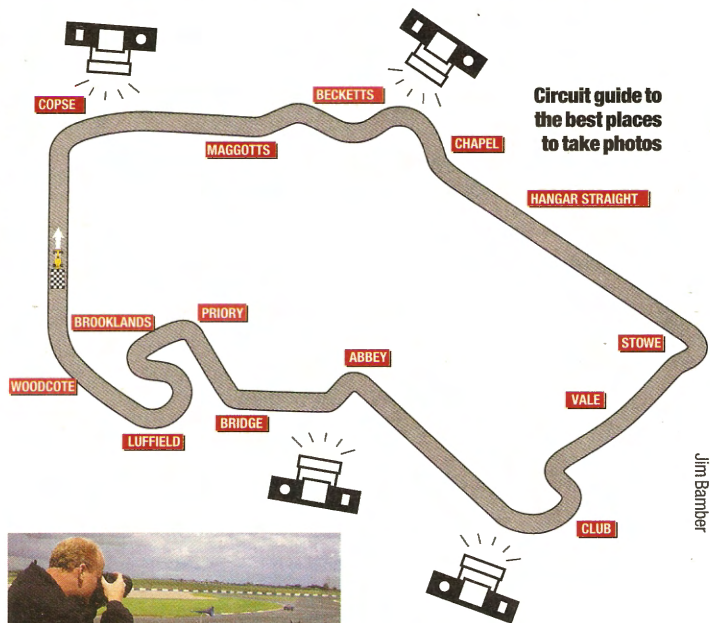 COPSE
BECKETTS
Circuit guide to
the best places
to take photos
MAGGOTTS
CHAPEL
HANGAR STRAIGHT
PRIORY
BROOKLANDS
STOWE
ABBEY
WOODCOTE
VALE
BRIDGE
LUFFIELD
Jim Bamber
CLUB